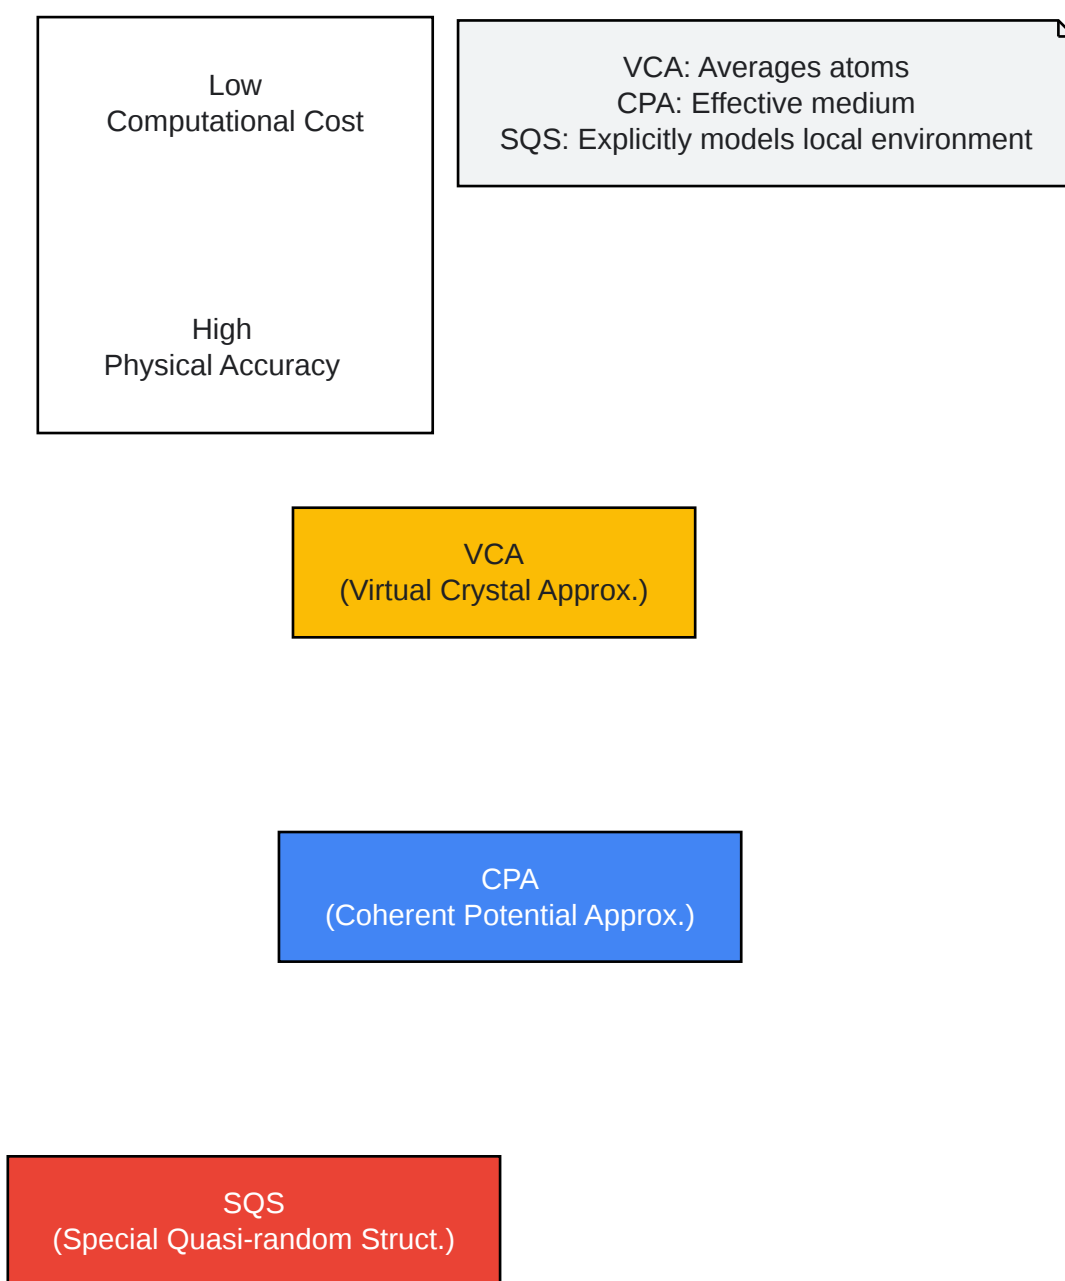 Low
Computational Cost
High
Physical Accuracy
VCA: Averages atoms
CPA: Effective medium
SQS: Explicitly models local environment
VCA
(Virtual Crystal Approx.)
CPA
(Coherent Potential Approx.)
SQS
(Special Quasi-random Struct.)